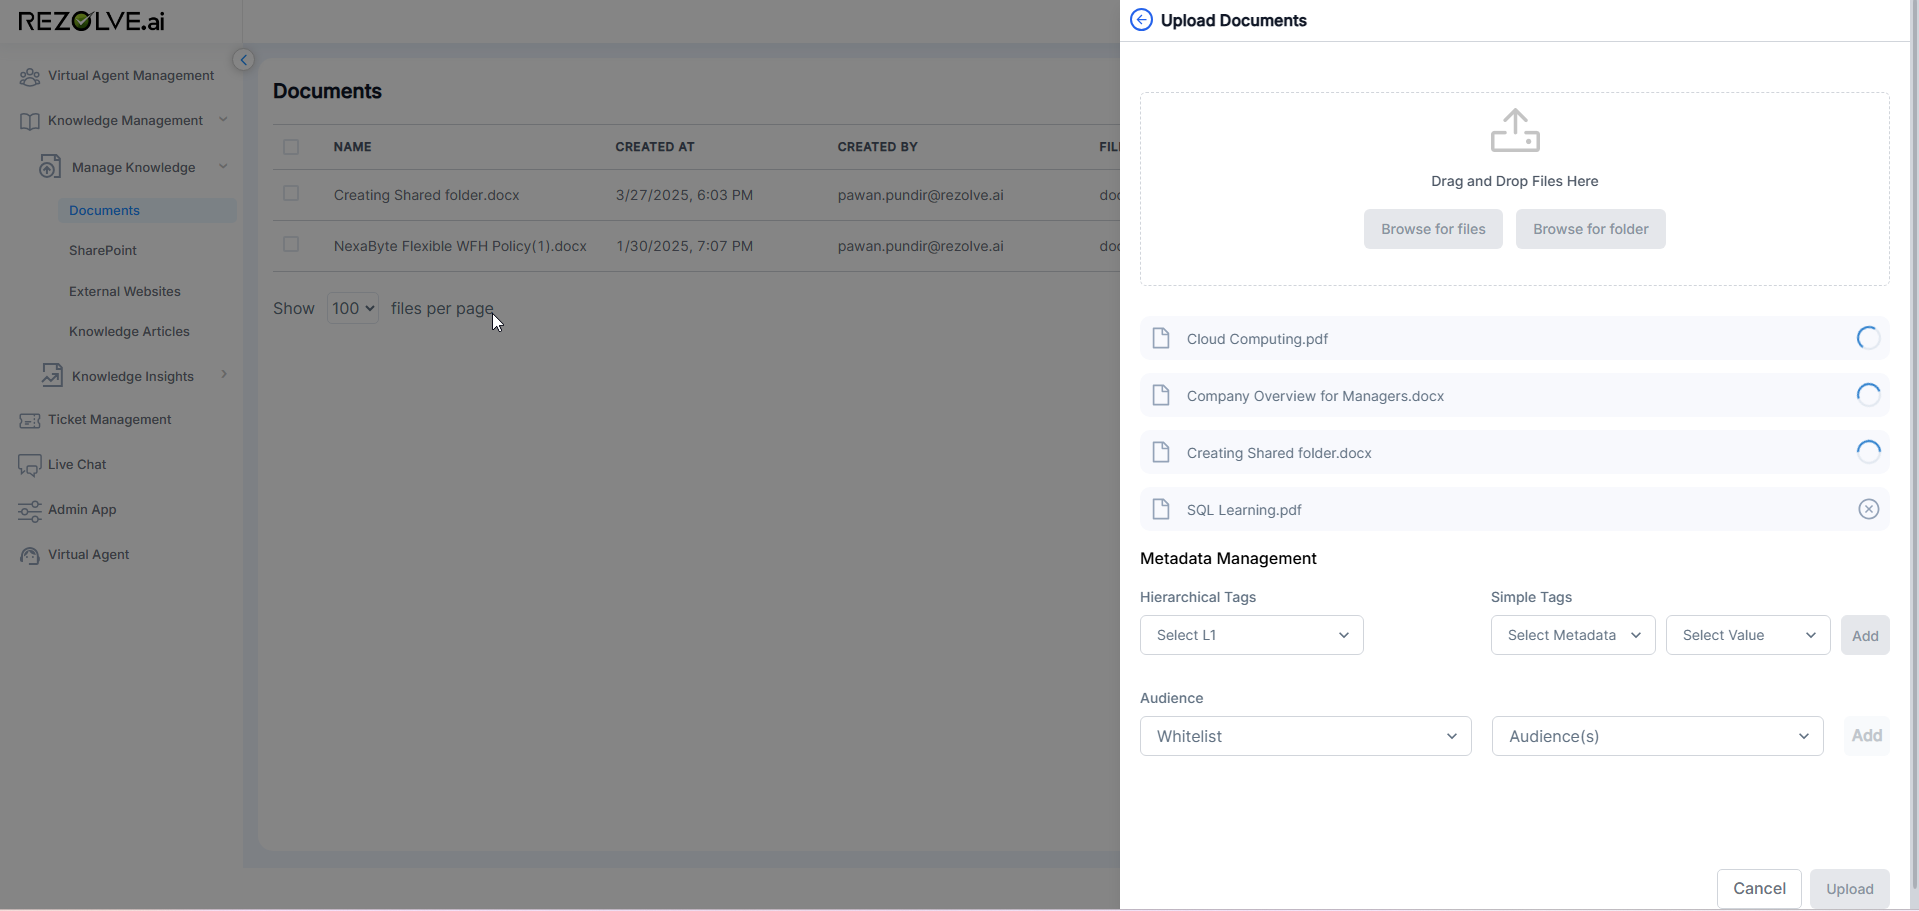 REZOLVE.ai
Virtual Agent Management
Knowledge Management
Manage Knowledge
Documents
SharePoint
External Websites
Knowledge Articles
Knowledge Insights
Ticket Management
Live Chat
Admin App
Virtual Agent
Documents
NAME CREATED AT CREATED BY FIL
Creating Shared folder.docx 3/27/2025, 6:03 PM pawan.pundir@rezolve.ai doc
NexaByte Flexible WFH Policy(1).docx 1/30/2025, 7:07 PM pawan.pundir@rezolve.ai doc
Show 100 files per page
Upload Documents
Drag and Drop Files Here
Browse for files Browse for folder
Cloud Computing.pdf
Company Overview for Managers.docx
Creating Shared folder.docx
SQL Learning.pdf
Metadata Management
Hierarchical Tags Simple Tags
Select L1 Select Metadata Select Value Add
Audience
Whitelist Audience(s) Add
Cancel Upload